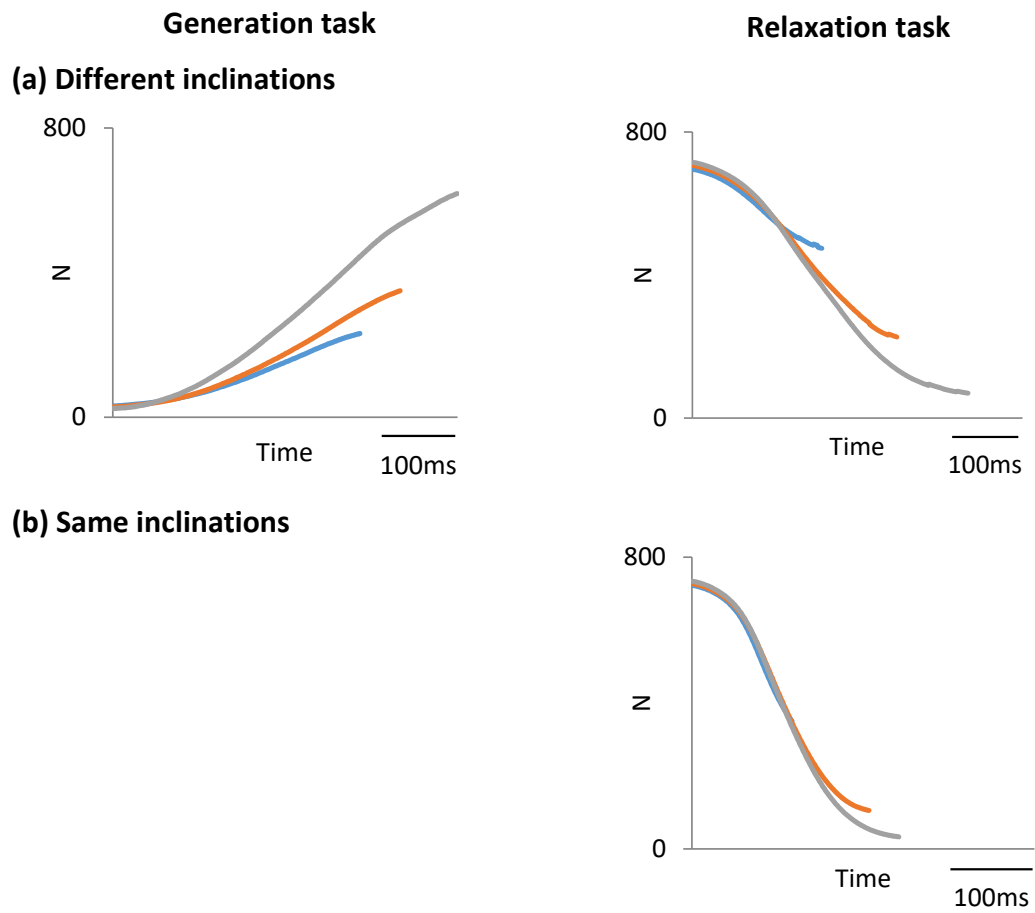 Generation task
Relaxation task
(a) Different inclinations
800
N
0
Time
100ms
800
N
0
Time
100ms
(b) Same inclinations
800
N
0
Time
100ms